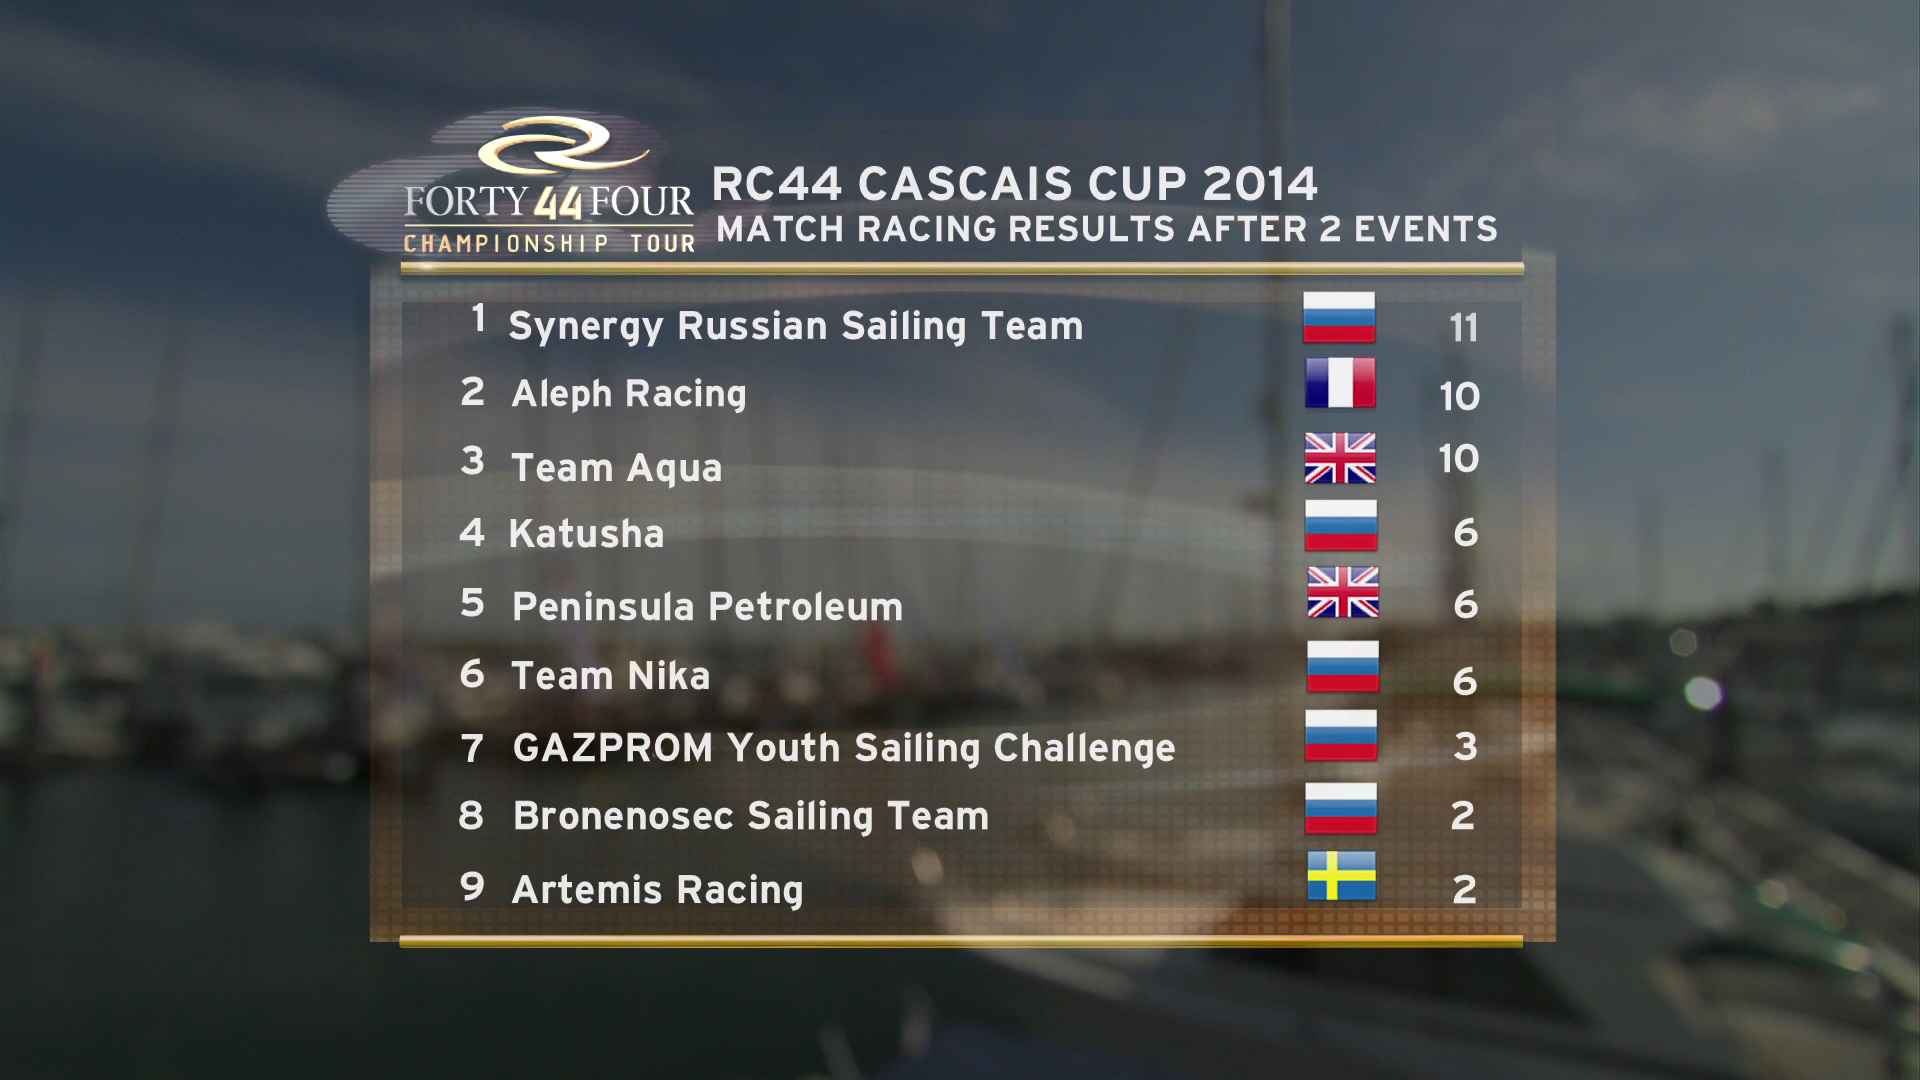 FORTY 44 FOUR
CHAMPIONSHIP TOUR
RC44 CASCAIS CUP 2014
MATCH RACING RESULTS AFTER 2 EVENTS
1 Synergy Russian Sailing Team 11
2 Aleph Racing 10
3 Team Aqua 10
4 Katusha 6
5 Peninsula Petroleum 6
6 Team Nika 6
7 GAZPROM Youth Sailing Challenge 3
8 Bronenosec Sailing Team 2
9 Artemis Racing 2